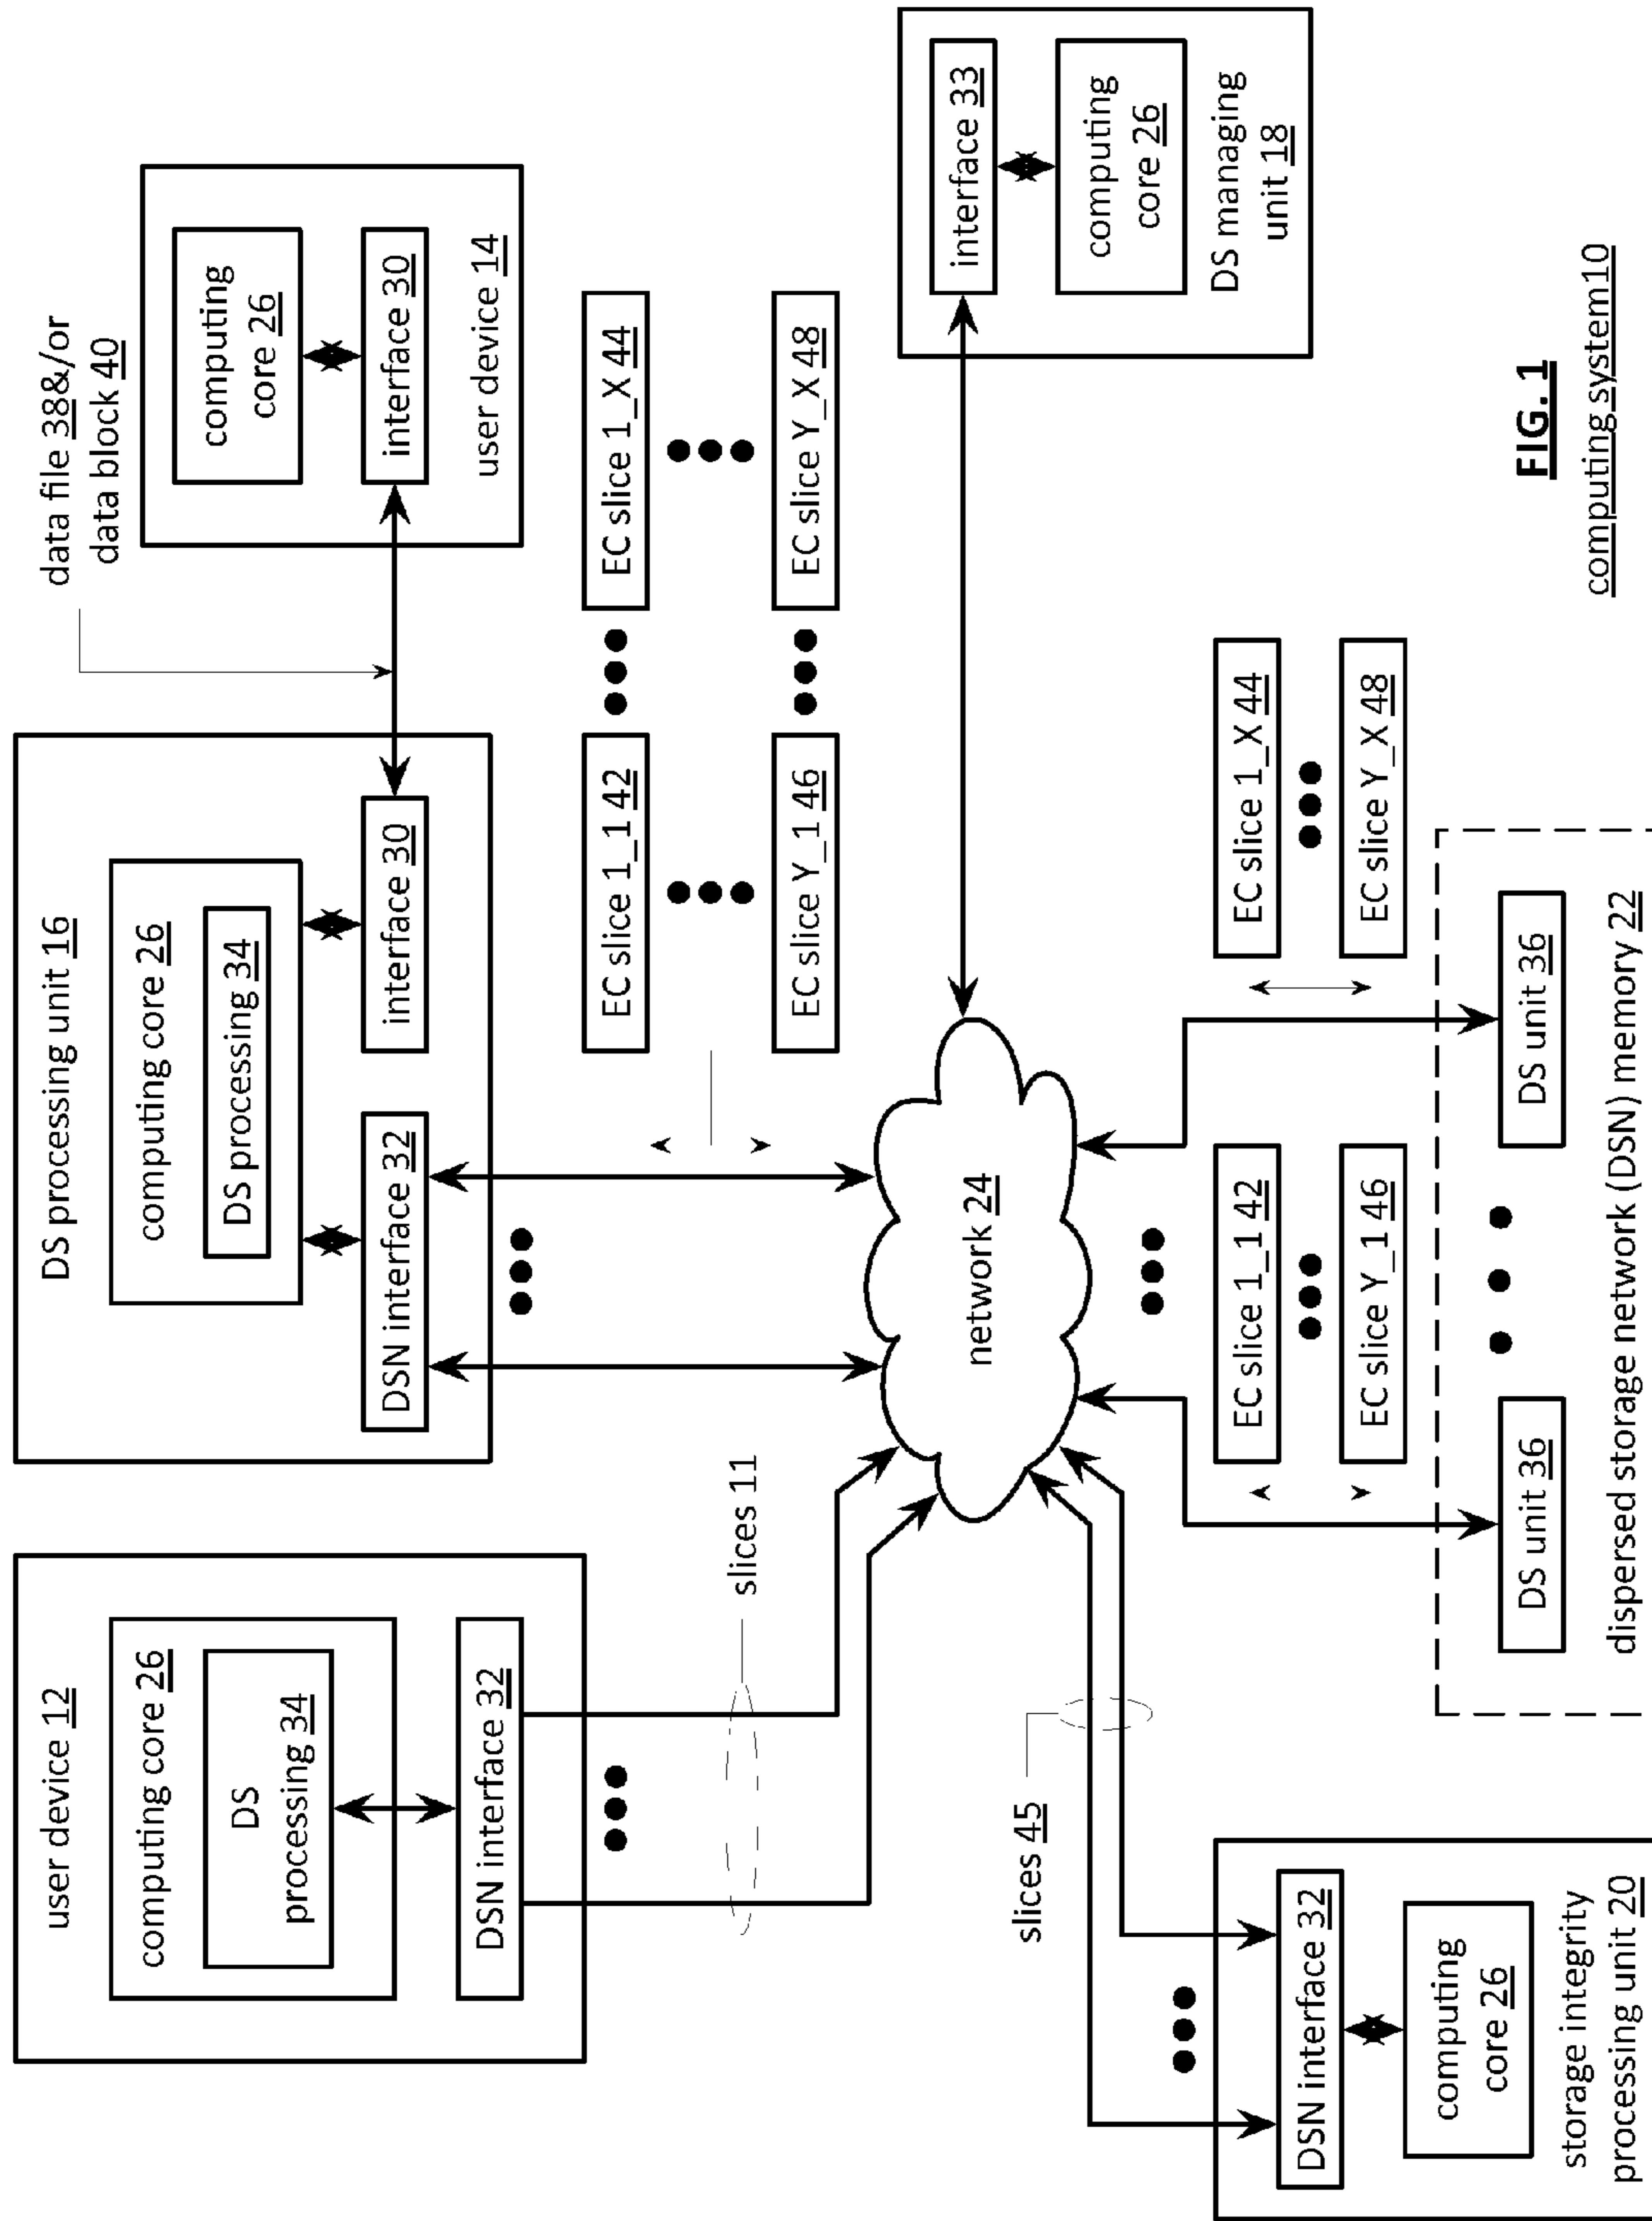 user device 12
computing core 26
DS
processing 34
DSN interface 32
slices 11
DS processing unit 16
computing core 26
DS processing 34
DSN interface 32
interface 30
data file 38&/or
data block 40
computing
core 26
interface 30
user device 14
EC slice 1_1 42
EC slice 1_X 44
EC slice Y_1 46
EC slice Y_X 48
network 24
interface 33
computing
core 26
DS managing
unit 18
slices 45
DSN interface 32
computing
core 26
storage integrity
processing unit 20
EC slice 1_1 42
EC slice Y_1 46
EC slice 1_X 44
EC slice Y_X 48
DS unit 36
DS unit 36
dispersed storage network (DSN) memory 22
FIG. 1
computing system10